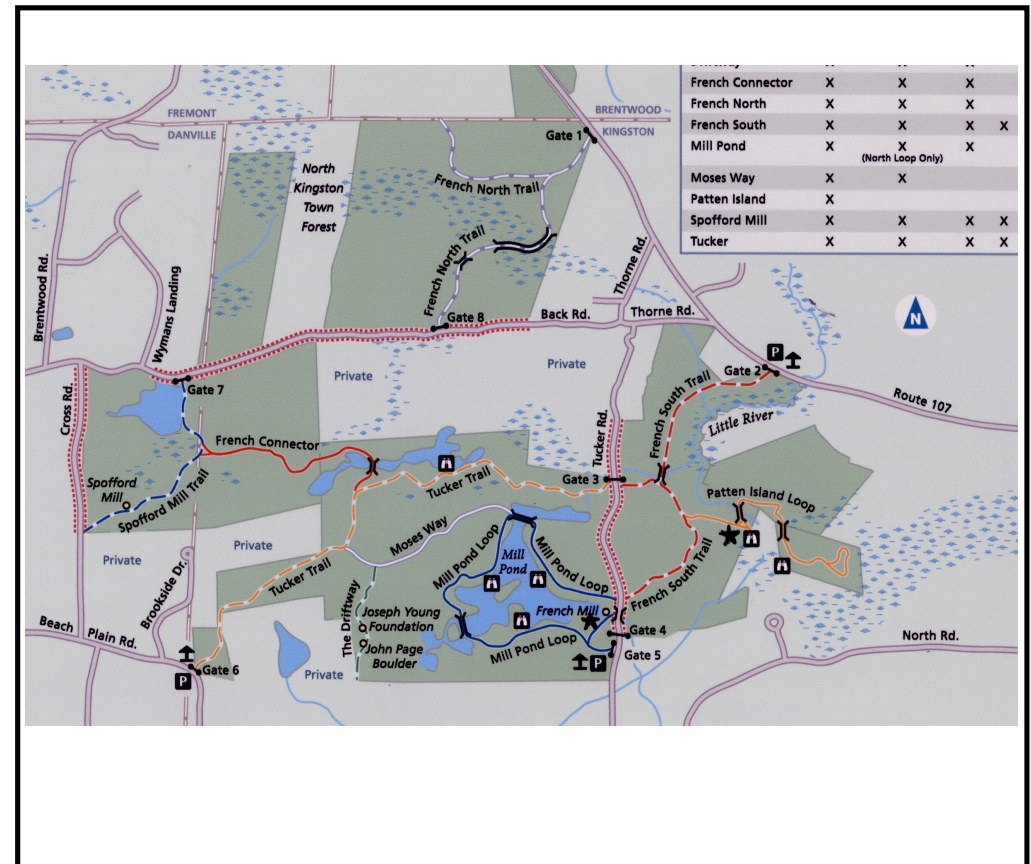 Driftway X X X
French Connector X X X
French North X X X
French South X X X X
Mill Pond X X X
(North Loop Only)
Moses Way X X
Patten Island X
Spofford Mill X X X X
Tucker X X X X
FREMONT
DANVILLE
BRENTWOOD
KINGSTON
Gate 1
North
Kingston
Town
Forest
French North Trail
French North Trail
Brentwood Rd.
Wymans Landing
Thorne Rd.
Gate 8
Back Rd.
Thorne Rd.
N
Private
Private
P
Gate 2
Route 107
Gate 7
Cross Rd.
French South Trail
Little River
Tucker Rd.
French Connector
Spofford
Mill
Spofford Mill Trail
Tucker Trail
Gate 3
Patten Island Loop
Private
Private
Moses Way
Mill Pond Loop
Mill
Pond
Mill Pond Loop
French South Trail
Tucker Trail
Brookside Dr.
The Driftway
Joseph Young
Foundation
John Page
Boulder
French Mill
Mill Pond Loop
Gate 4
Gate 5
P
Beach
Plain Rd.
North Rd.
Gate 6
P
Private